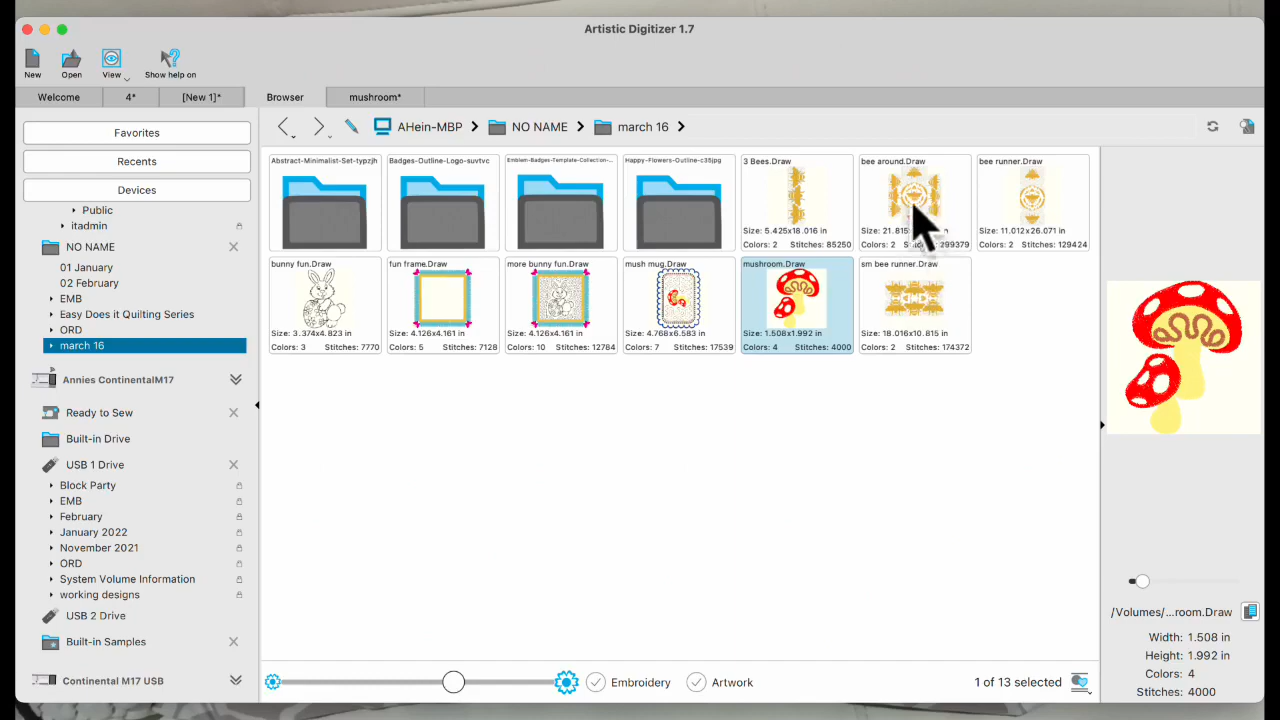 Artistic Digitizer 1.7
New Open View Show help on
Welcome 4* [New 1]* Browser mushroom*
Favorites
Recents
Devices
Public
itadmin
NO NAME
01 January
02 February
EMB
Easy Does it Quilting Series
ORD
march 16
Annies ContinentalM17
Ready to Sew
Built-in Drive
USB 1 Drive
Block Party
EMB
February
January 2022
November 2021
ORD
System Volume Information
working designs
USB 2 Drive
Built-in Samples
Continental M17 USB
AHein-MBP NO NAME march 16
Abstract-Minimalist-Set-typzjh
Badges-Outline-Logo-suvtvc
Emblem-Badges-Template-Collection-...
Happy-Flowers-Outline-c35jpg
3 Bees.Draw
Size: 5.425x18.016 in
Colors: 2 Stitches: 85250
bee around.Draw
Size: 21.815
Colors: 2 299379
bee runner.Draw
Size: 11.012x26.071 in
Colors: 2 Stitches: 129424
bunny fun.Draw
Size: 3.374x4.823 in
Colors: 3 Stitches: 7770
fun frame.Draw
Size: 4.126x4.161 in
Colors: 5 Stitches: 7128
more bunny fun.Draw
Size: 4.126x4.161 in
Colors: 10 Stitches: 12784
mush mug.Draw
Size: 4.768x6.583 in
Colors: 7 Stitches: 17539
mushroom.Draw
Size: 1.508x1.992 in
Colors: 4 Stitches: 4000
sm bee runner.Draw
Size: 18.016x10.815 in
Colors: 2 Stitches: 174372
Embroidery Artwork 1 of 13 selected
/Volumes/...room.Draw
Width: 1.508 in
Height: 1.992 in
Colors: 4
Stitches: 4000